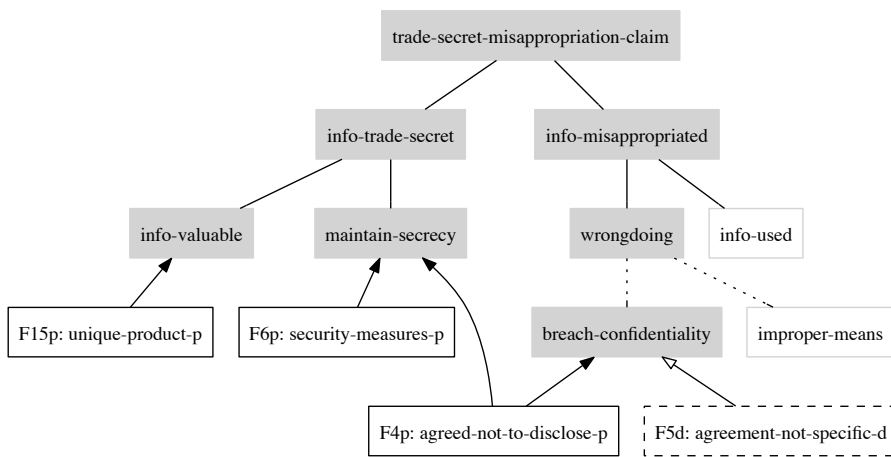 trade-secret-misappropriation-claim
info-trade-secret
info-misappropriated
info-valuable
maintain-secrecy
wrongdoing
info-used
F15p: unique-product-p
F6p: security-measures-p
breach-confidentiality
improper-means
F4p: agreed-not-to-disclose-p
F5d: agreement-not-specific-d